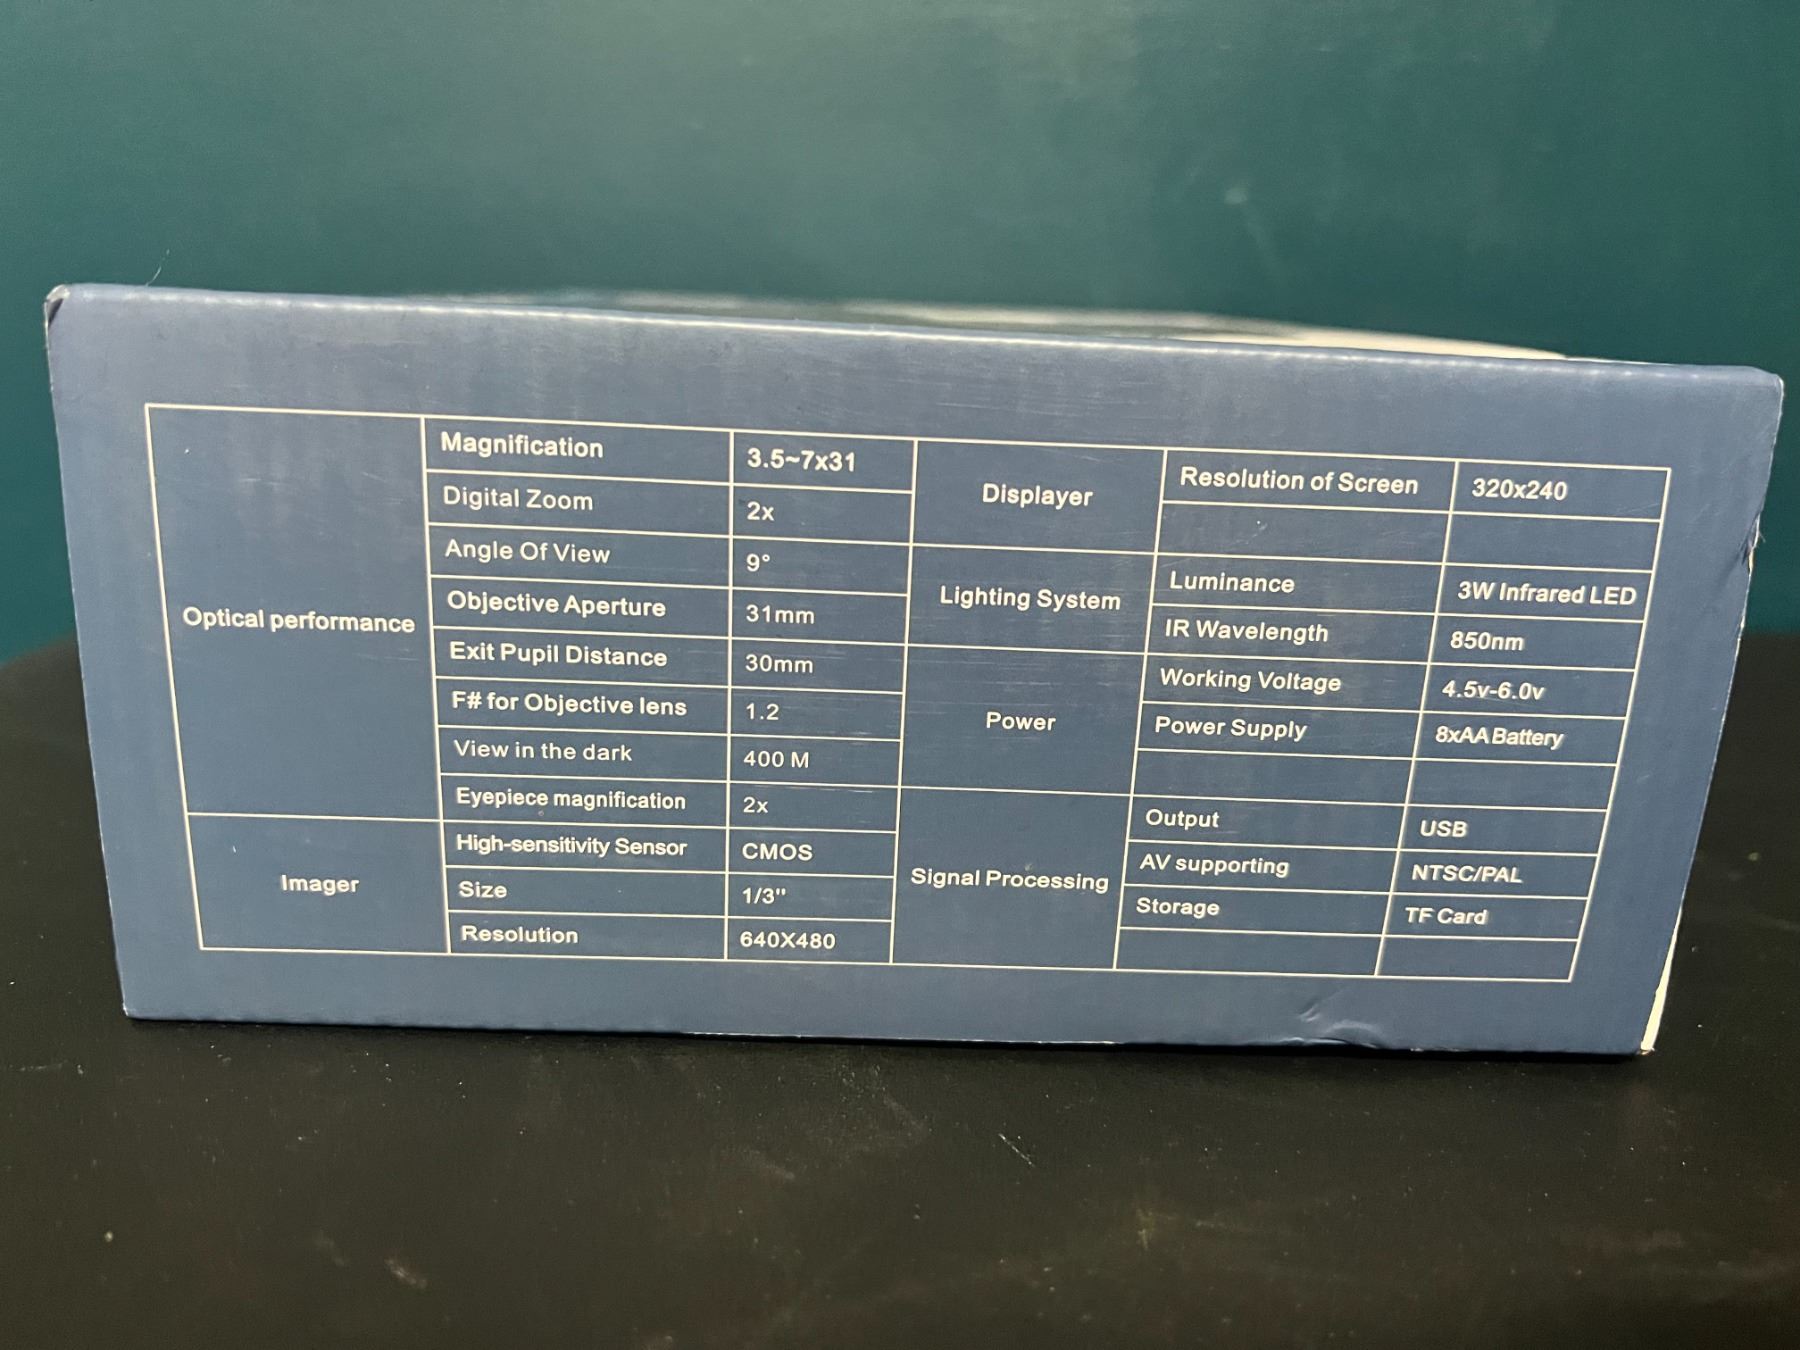 Optical performance
Magnification 3.5~7x31
Digital Zoom 2x
Angle Of View 9°
Objective Aperture 31mm
Exit Pupil Distance 30mm
F# for Objective lens 1.2
View in the dark 400 M
Eyepiece magnification 2x
Imager
High-sensitivity Sensor CMOS
Size 1/3"
Resolution 640X480
Displayer
Resolution of Screen 320x240
Lighting System
Luminance 3W Infrared LED
IR Wavelength 850nm
Power
Working Voltage 4.5v-6.0v
Power Supply 8xAA Battery
Signal Processing
Output USB
AV supporting NTSC/PAL
Storage TF Card